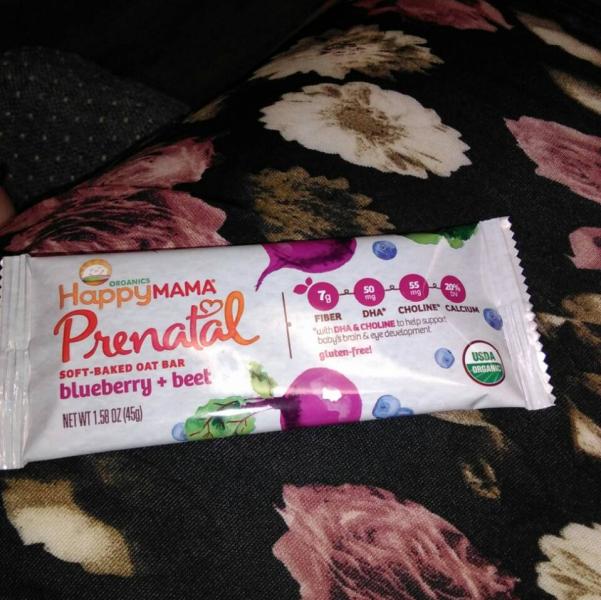 ORGANICS
HappyMAMA
Prenatal
SOFT-BAKED OAT BAR
blueberry + beet
NET WT 1.58 OZ (45g)
7g
FIBER
50 mg
DHA*
55 mg
CHOLINE*
20% DV
CALCIUM
*with DHA & CHOLINE to help support
baby's brain & eye development
gluten-free!
USDA
ORGANIC